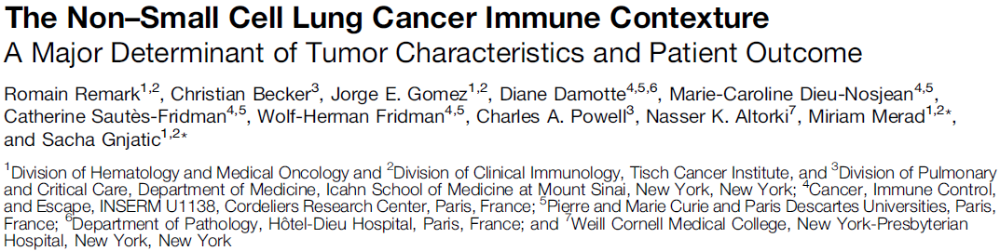 The Non–Small Cell Lung Cancer Immune Contexture
A Major Determinant of Tumor Characteristics and Patient Outcome
Romain Remark1,2, Christian Becker3, Jorge E. Gomez1,2, Diane Damotte4,5,6, Marie-Caroline Dieu-Nosjean4,5,
Catherine Sautès-Fridman4,5, Wolf-Herman Fridman4,5, Charles A. Powell3, Nasser K. Altorki7, Miriam Merad1,2*,
and Sacha Gnjatic1,2*
1Division of Hematology and Medical Oncology and 2Division of Clinical Immunology, Tisch Cancer Institute, and 3Division of Pulmonary
and Critical Care, Department of Medicine, Icahn School of Medicine at Mount Sinai, New York, New York; 4Cancer, Immune Control,
and Escape, INSERM U1138, Cordeliers Research Center, Paris, France; 5Pierre and Marie Curie and Paris Descartes Universities, Paris,
France; 6Department of Pathology, Hôtel-Dieu Hospital, Paris, France; and 7Weill Cornell Medical College, New York-Presbyterian
Hospital, New York, New York